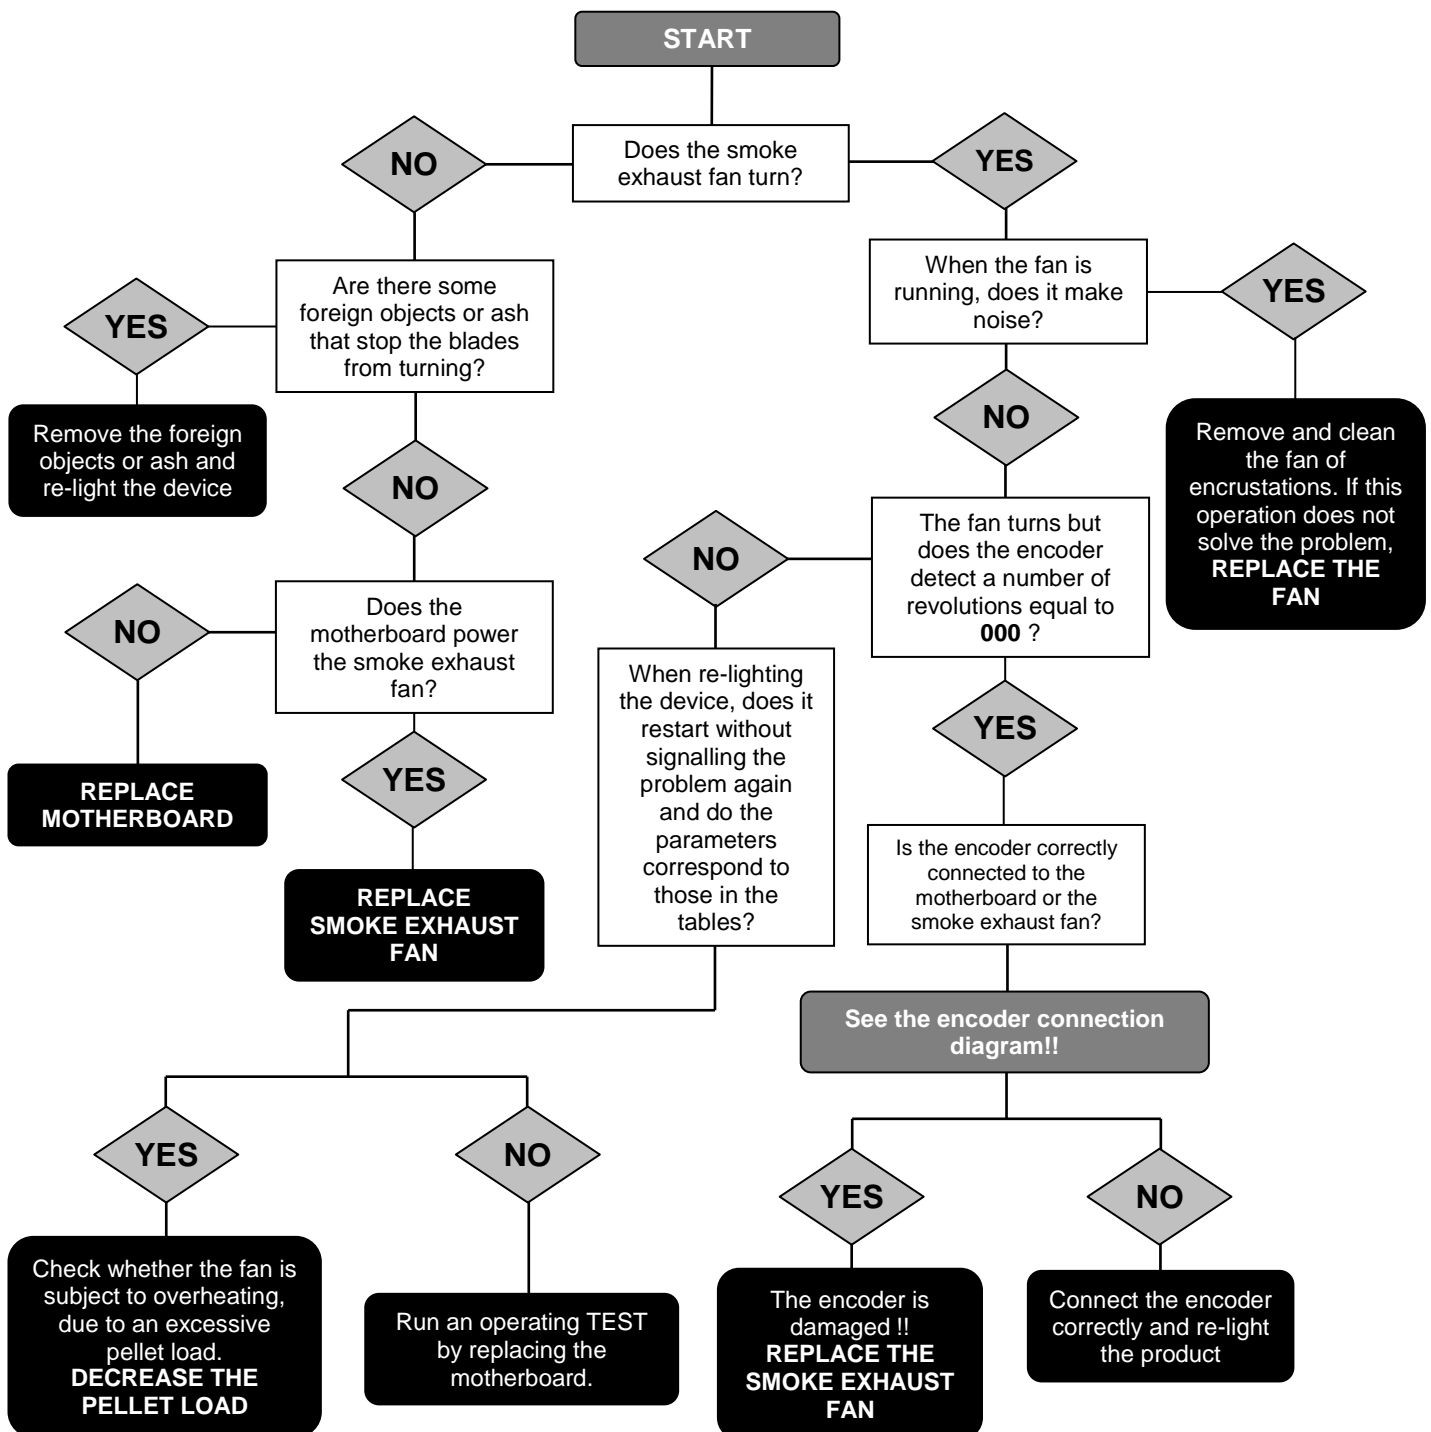 START
Does the smoke
exhaust fan turn?
NO
YES
Are there some
foreign objects or ash
that stop the blades
from turning?
When the fan is
running, does it make
noise?
YES
YES
Remove the foreign
objects or ash and
re-light the device
NO
NO
Remove and clean
the fan of
encrustations. If this
operation does not
solve the problem,
REPLACE THE
FAN
The fan turns but
does the encoder
detect a number of
revolutions equal to
000 ?
NO
Does the
motherboard power
the smoke exhaust
fan?
NO
When re-lighting
the device, does it
restart without
signalling the
problem again
and do the
parameters
correspond to
those in the
tables?
YES
REPLACE
MOTHERBOARD
YES
Is the encoder correctly
connected to the
motherboard or the
smoke exhaust fan?
REPLACE
SMOKE EXHAUST
FAN
See the encoder connection
diagram!!
YES
NO
YES
NO
Check whether the fan is
subject to overheating,
due to an excessive
pellet load.
DECREASE THE
PELLET LOAD
Run an operating TEST
by replacing the
motherboard.
The encoder is
damaged !!
REPLACE THE
SMOKE EXHAUST
FAN
Connect the encoder
correctly and re-light
the product